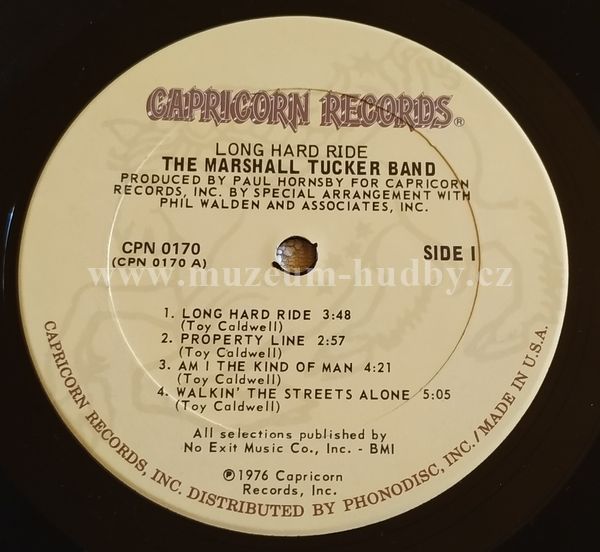 CAPRICORN RECORDS®
LONG HARD RIDE
THE MARSHALL TUCKER BAND
PRODUCED BY PAUL HORNSBY FOR CAPRICORN
RECORDS, INC. BY SPECIAL ARRANGEMENT WITH
PHIL WALDEN AND ASSOCIATES, INC.
CPN 0170
(CPN 0170 A)
SIDE 1
www.muzeum-hudby.cz
1. LONG HARD RIDE 3:48
(Toy Caldwell)
2. PROPERTY LINE 2:57
(Toy Caldwell)
3. AM I THE KIND OF MAN 4:21
(Toy Caldwell)
4. WALKIN' THE STREETS ALONE 5:05
(Toy Caldwell)
All selections published by
No Exit Music Co., Inc. - BMI
℗1976 Capricorn
Records, Inc.
CAPRICORN RECORDS, INC. DISTRIBUTED BY PHONODISC, INC./MADE IN U.S.A.